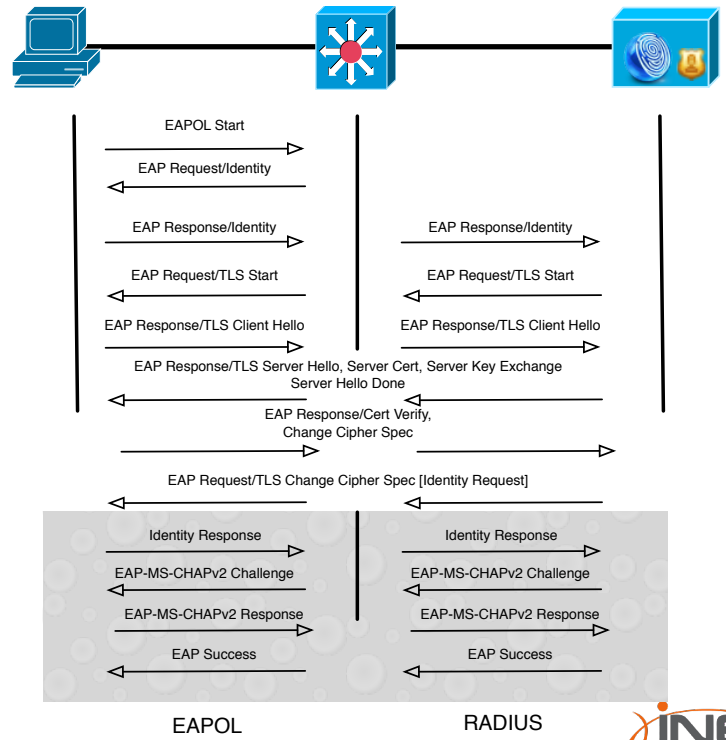 EAPOL Start
EAP Request/Identity
EAP Response/Identity
EAP Response/Identity
EAP Request/TLS Start
EAP Request/TLS Start
EAP Response/TLS Client Hello
EAP Response/TLS Client Hello
EAP Response/TLS Server Hello, Server Cert, Server Key Exchange
Server Hello Done
EAP Response/Cert Verify,
Change Cipher Spec
EAP Request/TLS Change Cipher Spec [Identity Request]
Identity Response
Identity Response
EAP-MS-CHAPv2 Challenge
EAP-MS-CHAPv2 Challenge
EAP-MS-CHAPv2 Response
EAP-MS-CHAPv2 Response
EAP Success
EAP Success
EAPOL
RADIUS